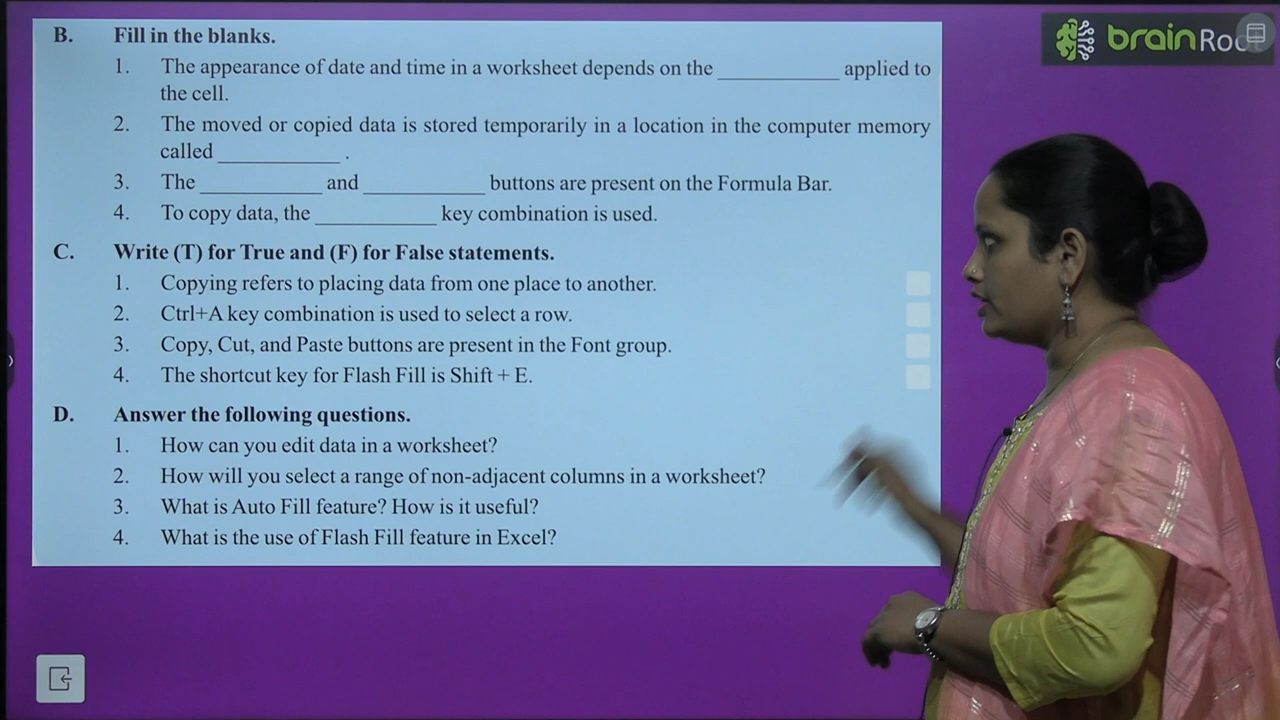 B. Fill in the blanks.
1. The appearance of date and time in a worksheet depends on the ____________ applied to
the cell.
2. The moved or copied data is stored temporarily in a location in the computer memory
called ____________ .
3. The ____________ and ____________ buttons are present on the Formula Bar.
4. To copy data, the ____________ key combination is used.
C. Write (T) for True and (F) for False statements.
1. Copying refers to placing data from one place to another.
2. Ctrl+A key combination is used to select a row.
3. Copy, Cut, and Paste buttons are present in the Font group.
4. The shortcut key for Flash Fill is Shift + E.
D. Answer the following questions.
1. How can you edit data in a worksheet?
2. How will you select a range of non-adjacent columns in a worksheet?
3. What is Auto Fill feature? How is it useful?
4. What is the use of Flash Fill feature in Excel?
brain